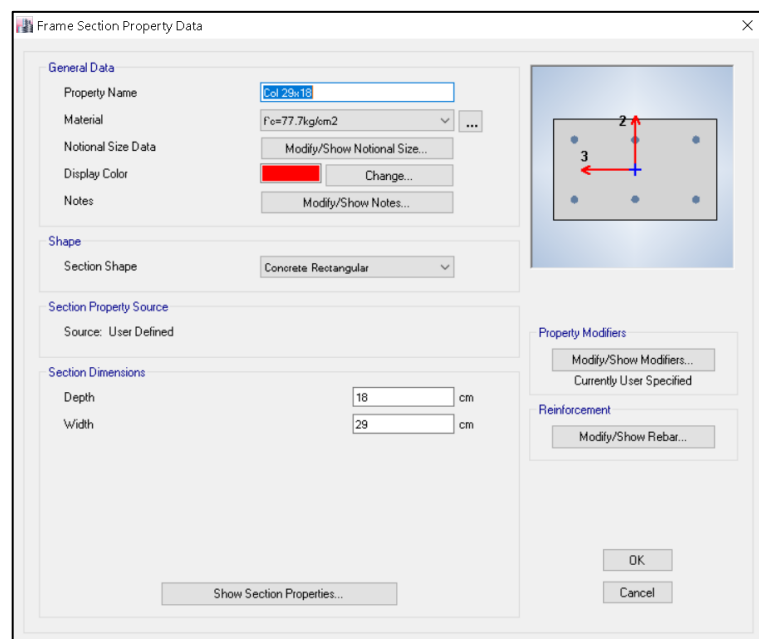 Frame Section Property Data
General Data
Property Name Col 29x18
Material f'c=77.7kg/cm2 ...
Notional Size Data Modify/Show Notional Size...
Display Color Change...
Notes Modify/Show Notes...
2
3
Shape
Section Shape Concrete Rectangular
Section Property Source
Source: User Defined
Property Modifiers
Modify/Show Modifiers...
Currently User Specified
Section Dimensions
Depth 18 cm
Width 29 cm
Reinforcement
Modify/Show Rebar...
Show Section Properties...
OK
Cancel